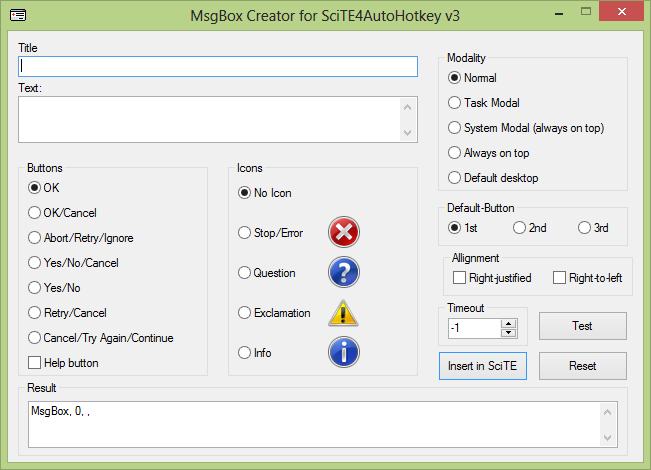 MsgBox Creator for SciTE4AutoHotkey v3
Title
Text:
Buttons
OK
OK/Cancel
Abort/Retry/Ignore
Yes/No/Cancel
Yes/No
Retry/Cancel
Cancel/Try Again/Continue
Help button
Icons
No Icon
Stop/Error
Question
Exclamation
Info
Modality
Normal
Task Modal
System Modal (always on top)
Always on top
Default desktop
Default-Button
1st 2nd 3rd
Allignment
Right-justified Right-to-left
Timeout
-1
Test
Insert in SciTE Reset
Result
MsgBox, 0, ,